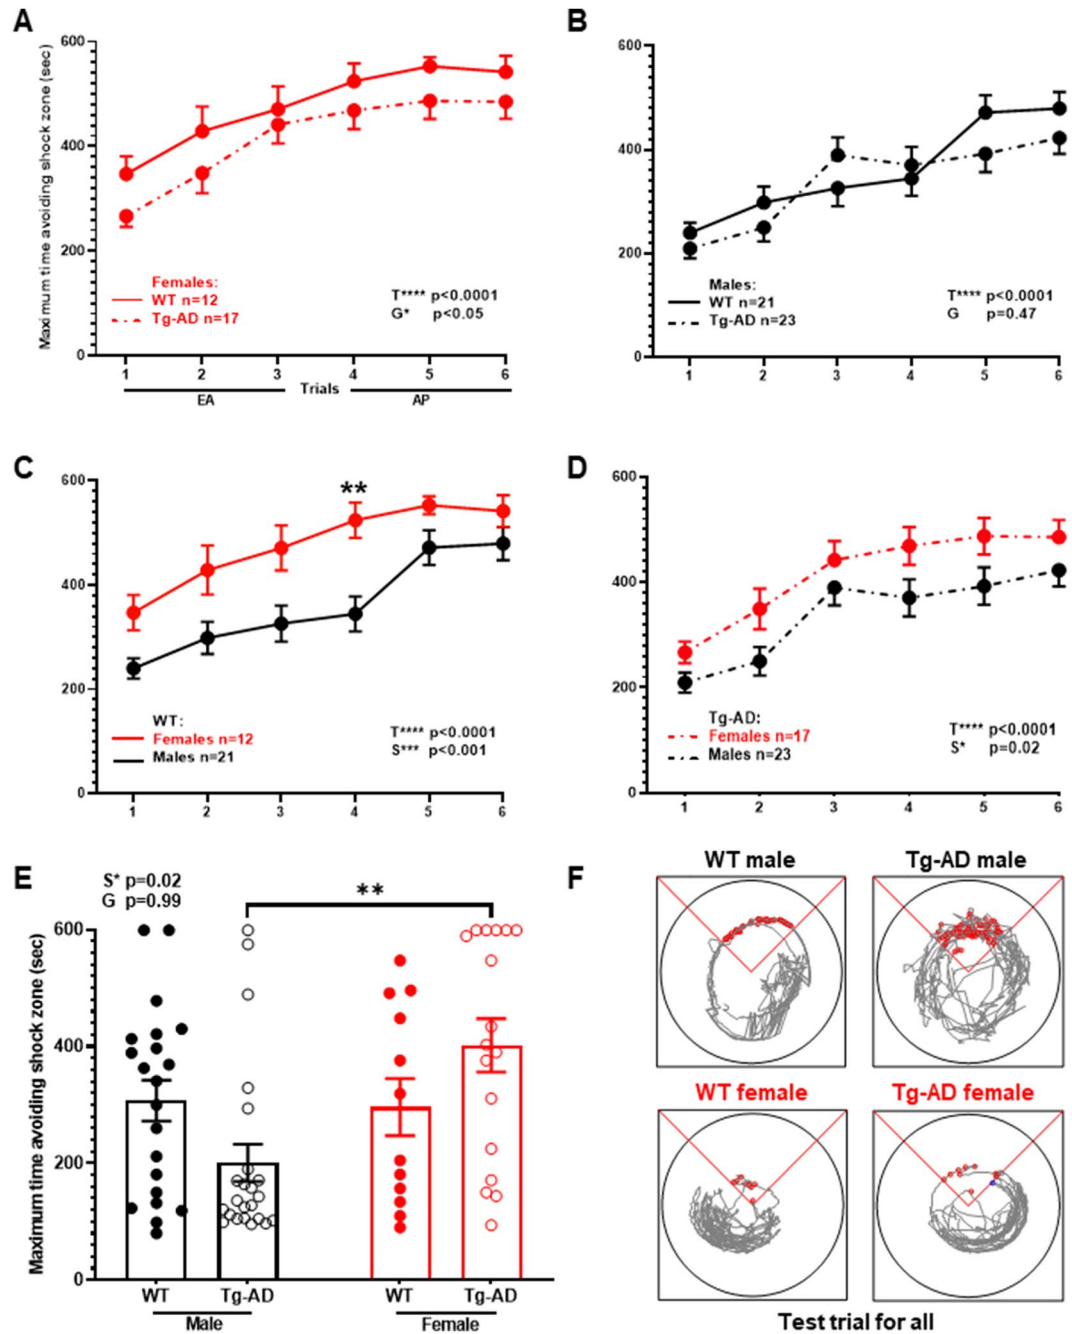 A
Maximum time avoiding shock zone (sec)
600
400
200
0
Females:
WT n=12
Tg-AD n=17
T**** p<0.0001
G* p<0.05
1 2 3 4 5 6
Trials
EA AP
B
600
400
200
0
Males:
WT n=21
Tg-AD n=23
T**** p<0.0001
G p=0.47
1 2 3 4 5 6
C
600
400
200
0
**
WT:
Females n=12
Males n=21
T**** p<0.0001
S*** p<0.001
1 2 3 4 5 6
D
600
400
200
0
Tg-AD:
Females n=17
Males n=23
T**** p<0.0001
S* p=0.02
1 2 3 4 5 6
E
S* p=0.02
G p=0.99
**
Maximum time avoiding shock zone (sec)
600
400
200
0
WT Tg-AD WT Tg-AD
Male Female
F
WT male Tg-AD male
WT female Tg-AD female
Test trial for all